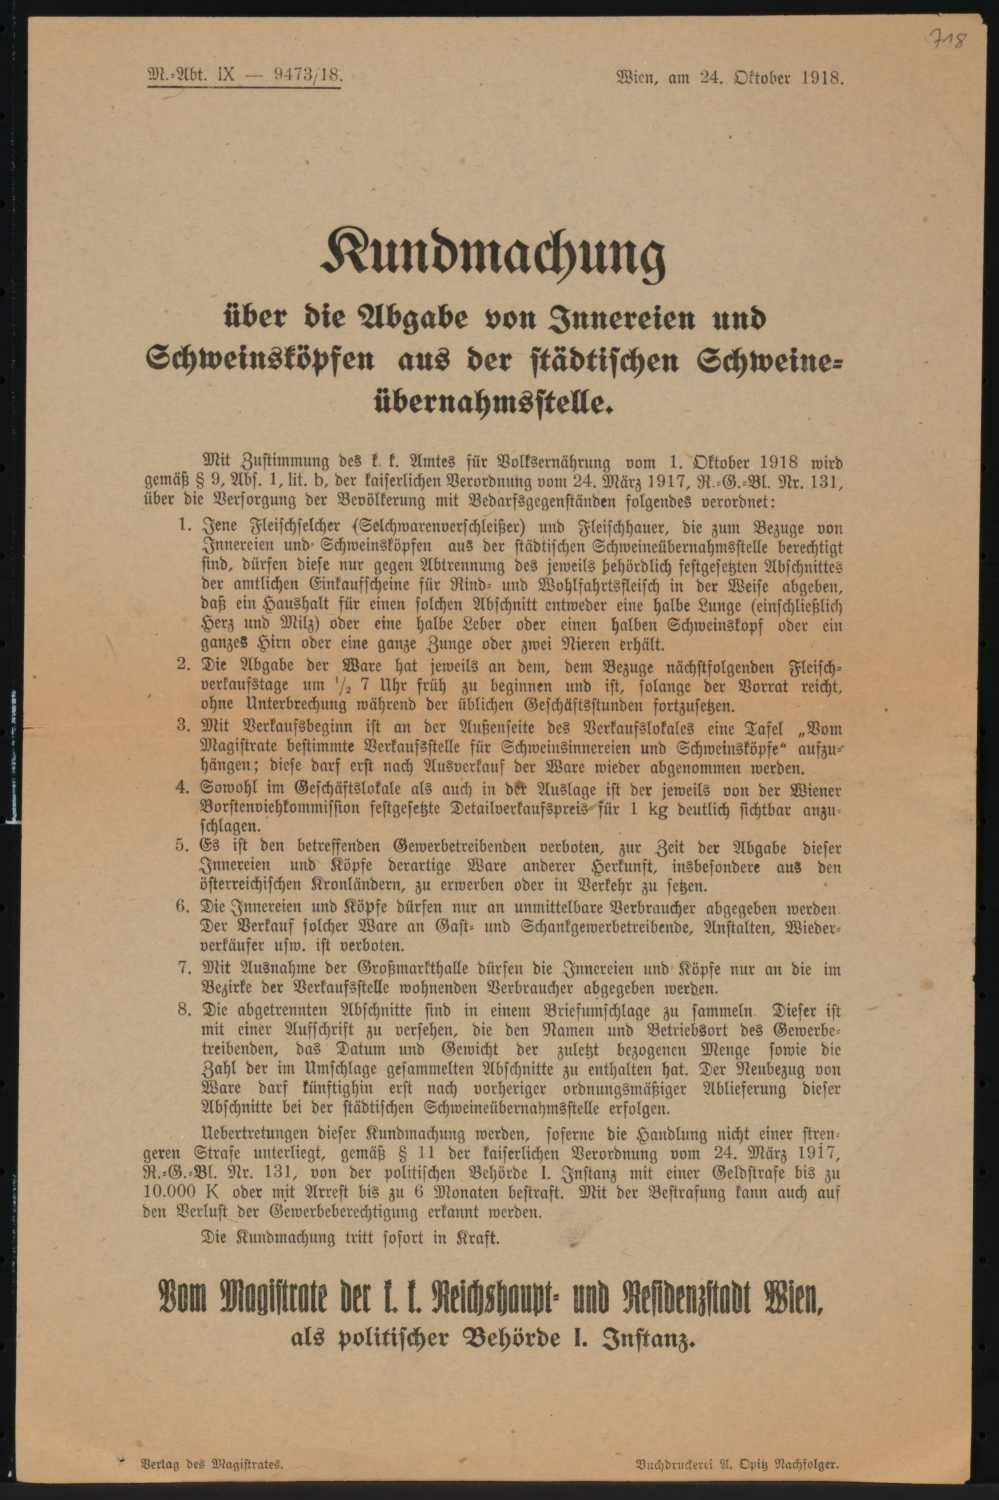 718
M.-Abt. IX — 9473/18.
Wien, am 24. Oktober 1918.
Kundmachung
über die Abgabe von Innereien und
Schweinsköpfen aus der städtischen Schweine-
übernahmsstelle.
Mit Zustimmung des k. k. Amtes für Volksernährung vom 1. Oktober 1918 wird
gemäß § 9, Abs. 1, lit. b, der kaiserlichen Verordnung vom 24. März 1917, R.-G.-Bl. Nr. 131,
über die Versorgung der Bevölkerung mit Bedarfsgegenständen folgendes verordnet:
1. Jene Fleischselcher (Selchwarenverschleißer) und Fleischhauer, die zum Bezuge von
Innereien und Schweinsköpfen aus der städtischen Schweineübernahmsstelle berechtigt
sind, dürfen diese nur gegen Abtrennung des jeweils behördlich festgesetzten Abschnittes
der amtlichen Einkaufscheine für Rind- und Wohlfahrtsfleisch in der Weise abgeben,
daß ein Haushalt für einen solchen Abschnitt entweder eine halbe Lunge (einschließlich
Herz und Milz) oder eine halbe Leber oder einen halben Schweinskopf oder ein
ganzes Hirn oder eine ganze Zunge oder zwei Nieren erhält.
2. Die Abgabe der Ware hat jeweils an dem, dem Bezuge nächstfolgenden Fleisch-
verkaufstage um 1/2 7 Uhr früh zu beginnen und ist, solange der Vorrat reicht,
ohne Unterbrechung während der üblichen Geschäftsstunden fortzusetzen.
3. Mit Verkaufsbeginn ist an der Außenseite des Verkaufslokales eine Tafel „Vom
Magistrate bestimmte Verkaufsstelle für Schweinsinnereien und Schweinsköpfe“ aufzu-
hängen; diese darf erst nach Ausverkauf der Ware wieder abgenommen werden.
4. Sowohl im Geschäftslokale als auch in der Auslage ist der jeweils von der Wiener
Borstenviehkommission festgesetzte Detailverkaufspreis für 1 kg deutlich sichtbar anzu-
schlagen.
5. Es ist den betreffenden Gewerbetreibenden verboten, zur Zeit der Abgabe dieser
Innereien und Köpfe derartige Ware anderer Herkunft, insbesondere aus den
österreichischen Kronländern, zu erwerben oder in Verkehr zu setzen.
6. Die Innereien und Köpfe dürfen nur an unmittelbare Verbraucher abgegeben werden.
Der Verkauf solcher Ware an Gast- und Schankgewerbetreibende, Anstalten, Wieder-
verkäufer usw. ist verboten.
7. Mit Ausnahme der Großmarkthalle dürfen die Innereien und Köpfe nur an die im
Bezirke der Verkaufsstelle wohnenden Verbraucher abgegeben werden.
8. Die abgetrennten Abschnitte sind in einem Briefumschlage zu sammeln. Dieser ist
mit einer Aufschrift zu versehen, die den Namen und Betriebsort des Gewerbe-
treibenden, das Datum und Gewicht der zuletzt bezogenen Menge sowie die
Zahl der im Umschlage gesammelten Abschnitte zu enthalten hat. Der Neubezug von
Ware darf künftighin erst nach vorheriger ordnungsmäßiger Ablieferung dieser
Abschnitte bei der städtischen Schweineübernahmsstelle erfolgen.
Uebertretungen dieser Kundmachung werden, soferne die Handlung nicht einer stren-
geren Strafe unterliegt, gemäß § 11 der kaiserlichen Verordnung vom 24. März 1917,
R.-G.-Bl. Nr. 131, von der politischen Behörde I. Instanz mit einer Geldstrafe bis zu
10.000 K oder mit Arrest bis zu 6 Monaten bestraft. Mit der Bestrafung kann auch auf
den Verlust der Gewerbeberechtigung erkannt werden.
Die Kundmachung tritt sofort in Kraft.
Vom Magistrate der k. k. Reichshaupt- und Residenzstadt Wien,
als politischer Behörde I. Instanz.
Verlag des Magistrates.
Buchdruckerei A. Opitz Nachfolger.